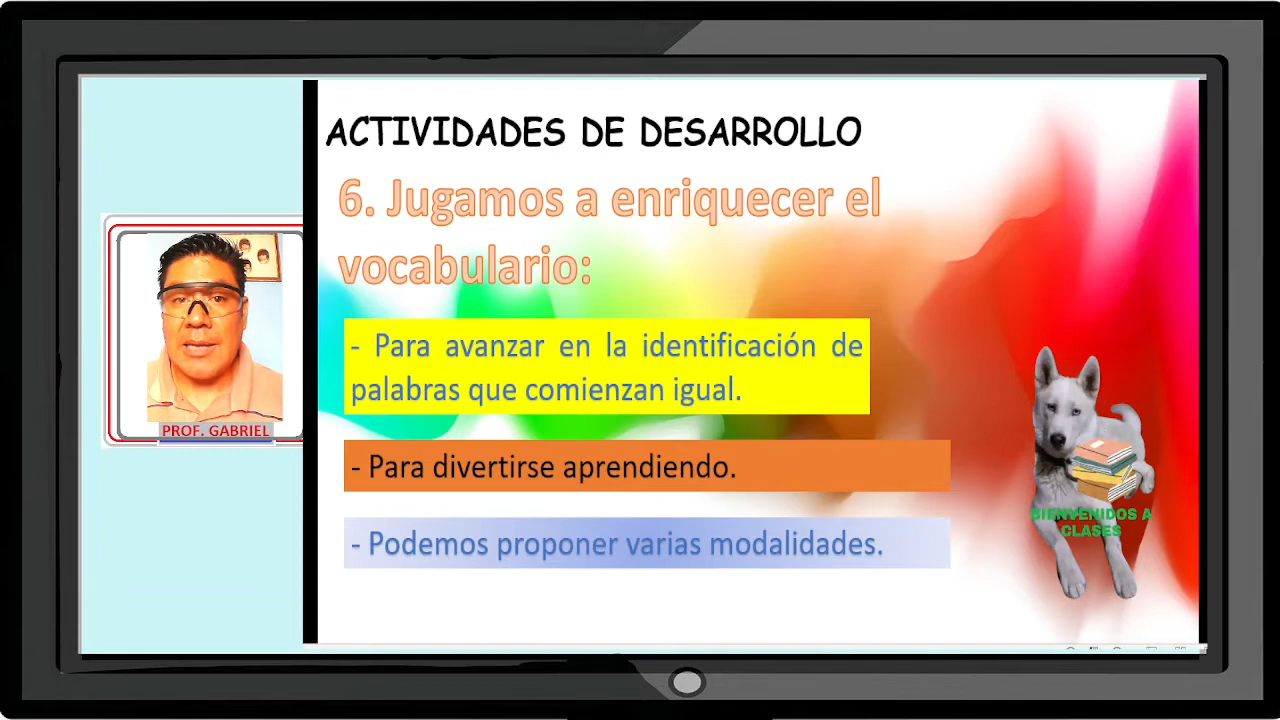 ACTIVIDADES DE DESARROLLO
6. Jugamos a enriquecer el
vocabulario:
- Para avanzar en la identificación de
palabras que comienzan igual.
- Para divertirse aprendiendo.
- Podemos proponer varias modalidades.
PROF. GABRIEL
BIENVENIDOS A
CLASES